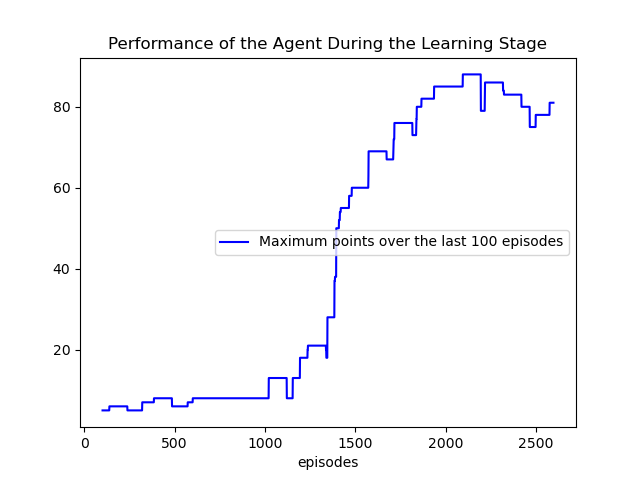 Performance of the Agent During the Learning Stage
80
60
Maximum points over the last 100 episodes
40
20
0 500 1000 1500 2000 2500
episodes